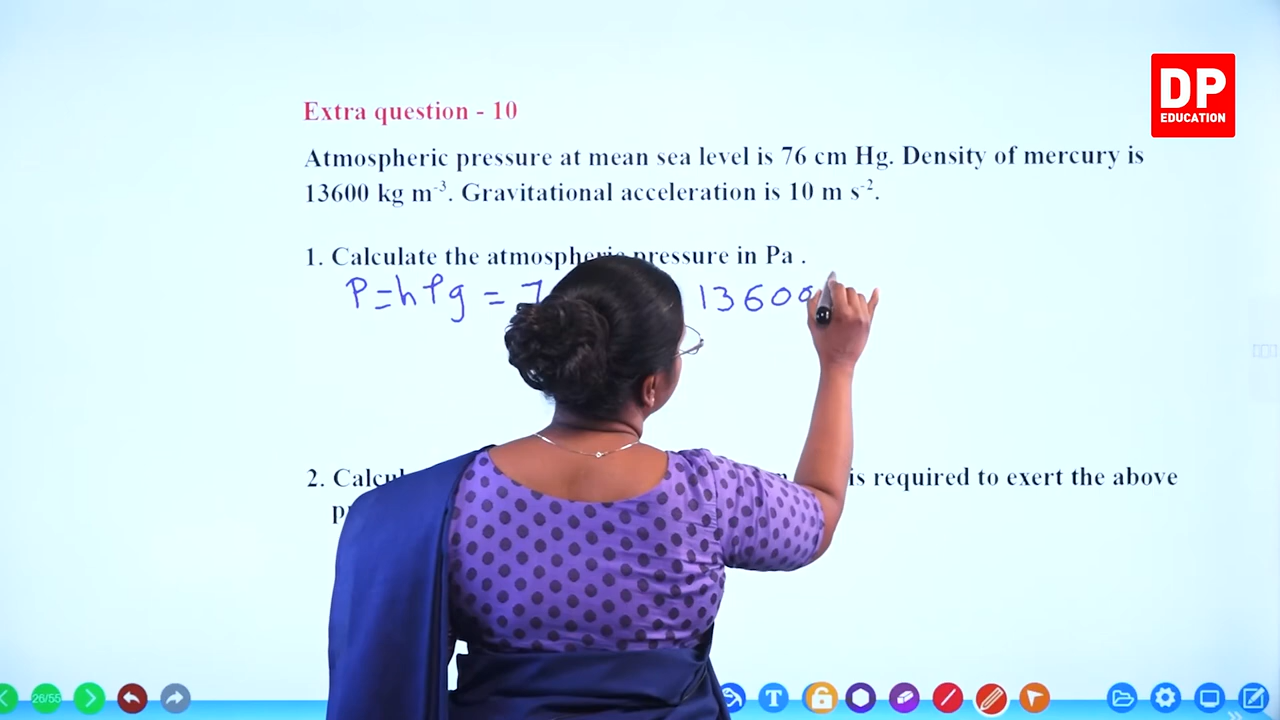 DP
EDUCATION
Extra question - 10
Atmospheric pressure at mean sea level is 76 cm Hg. Density of mercury is
13600 kg m⁻³. Gravitational acceleration is 10 m s⁻².
1. Calculate the atmospheric pressure in Pa .
P=hρg = 7 13600
2. is required to exert the above
26/55
T